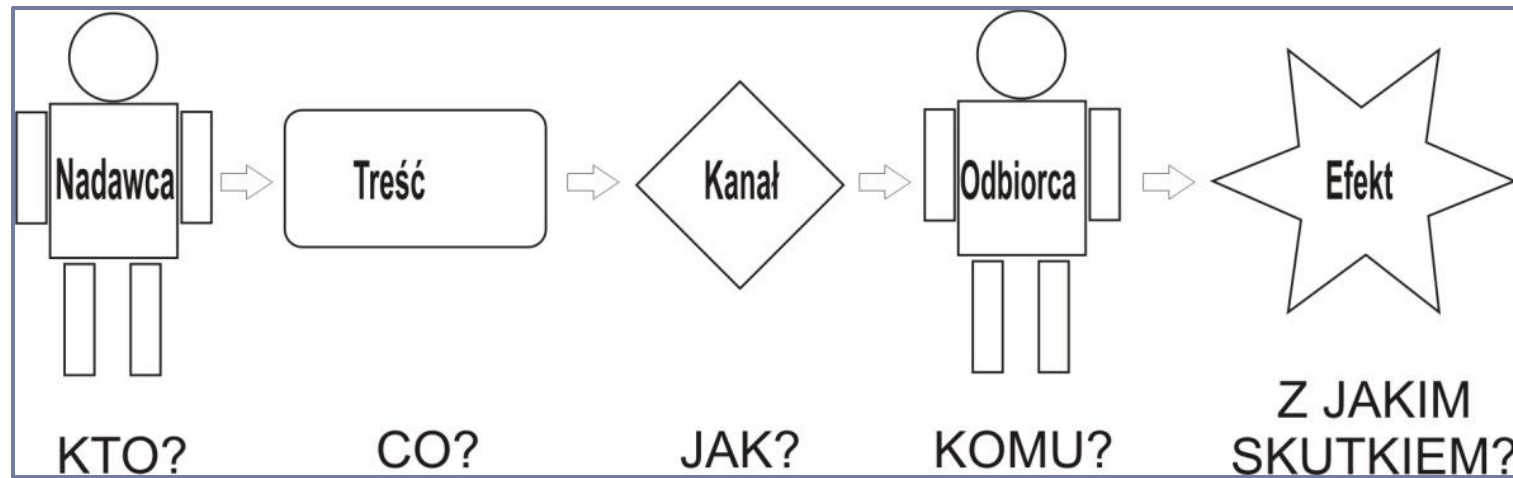 Nadawca
Treść
Kanał
Odbiorca
Efekt
KTO?
CO?
JAK?
KOMU?
Z JAKIM
SKUTKIEM?